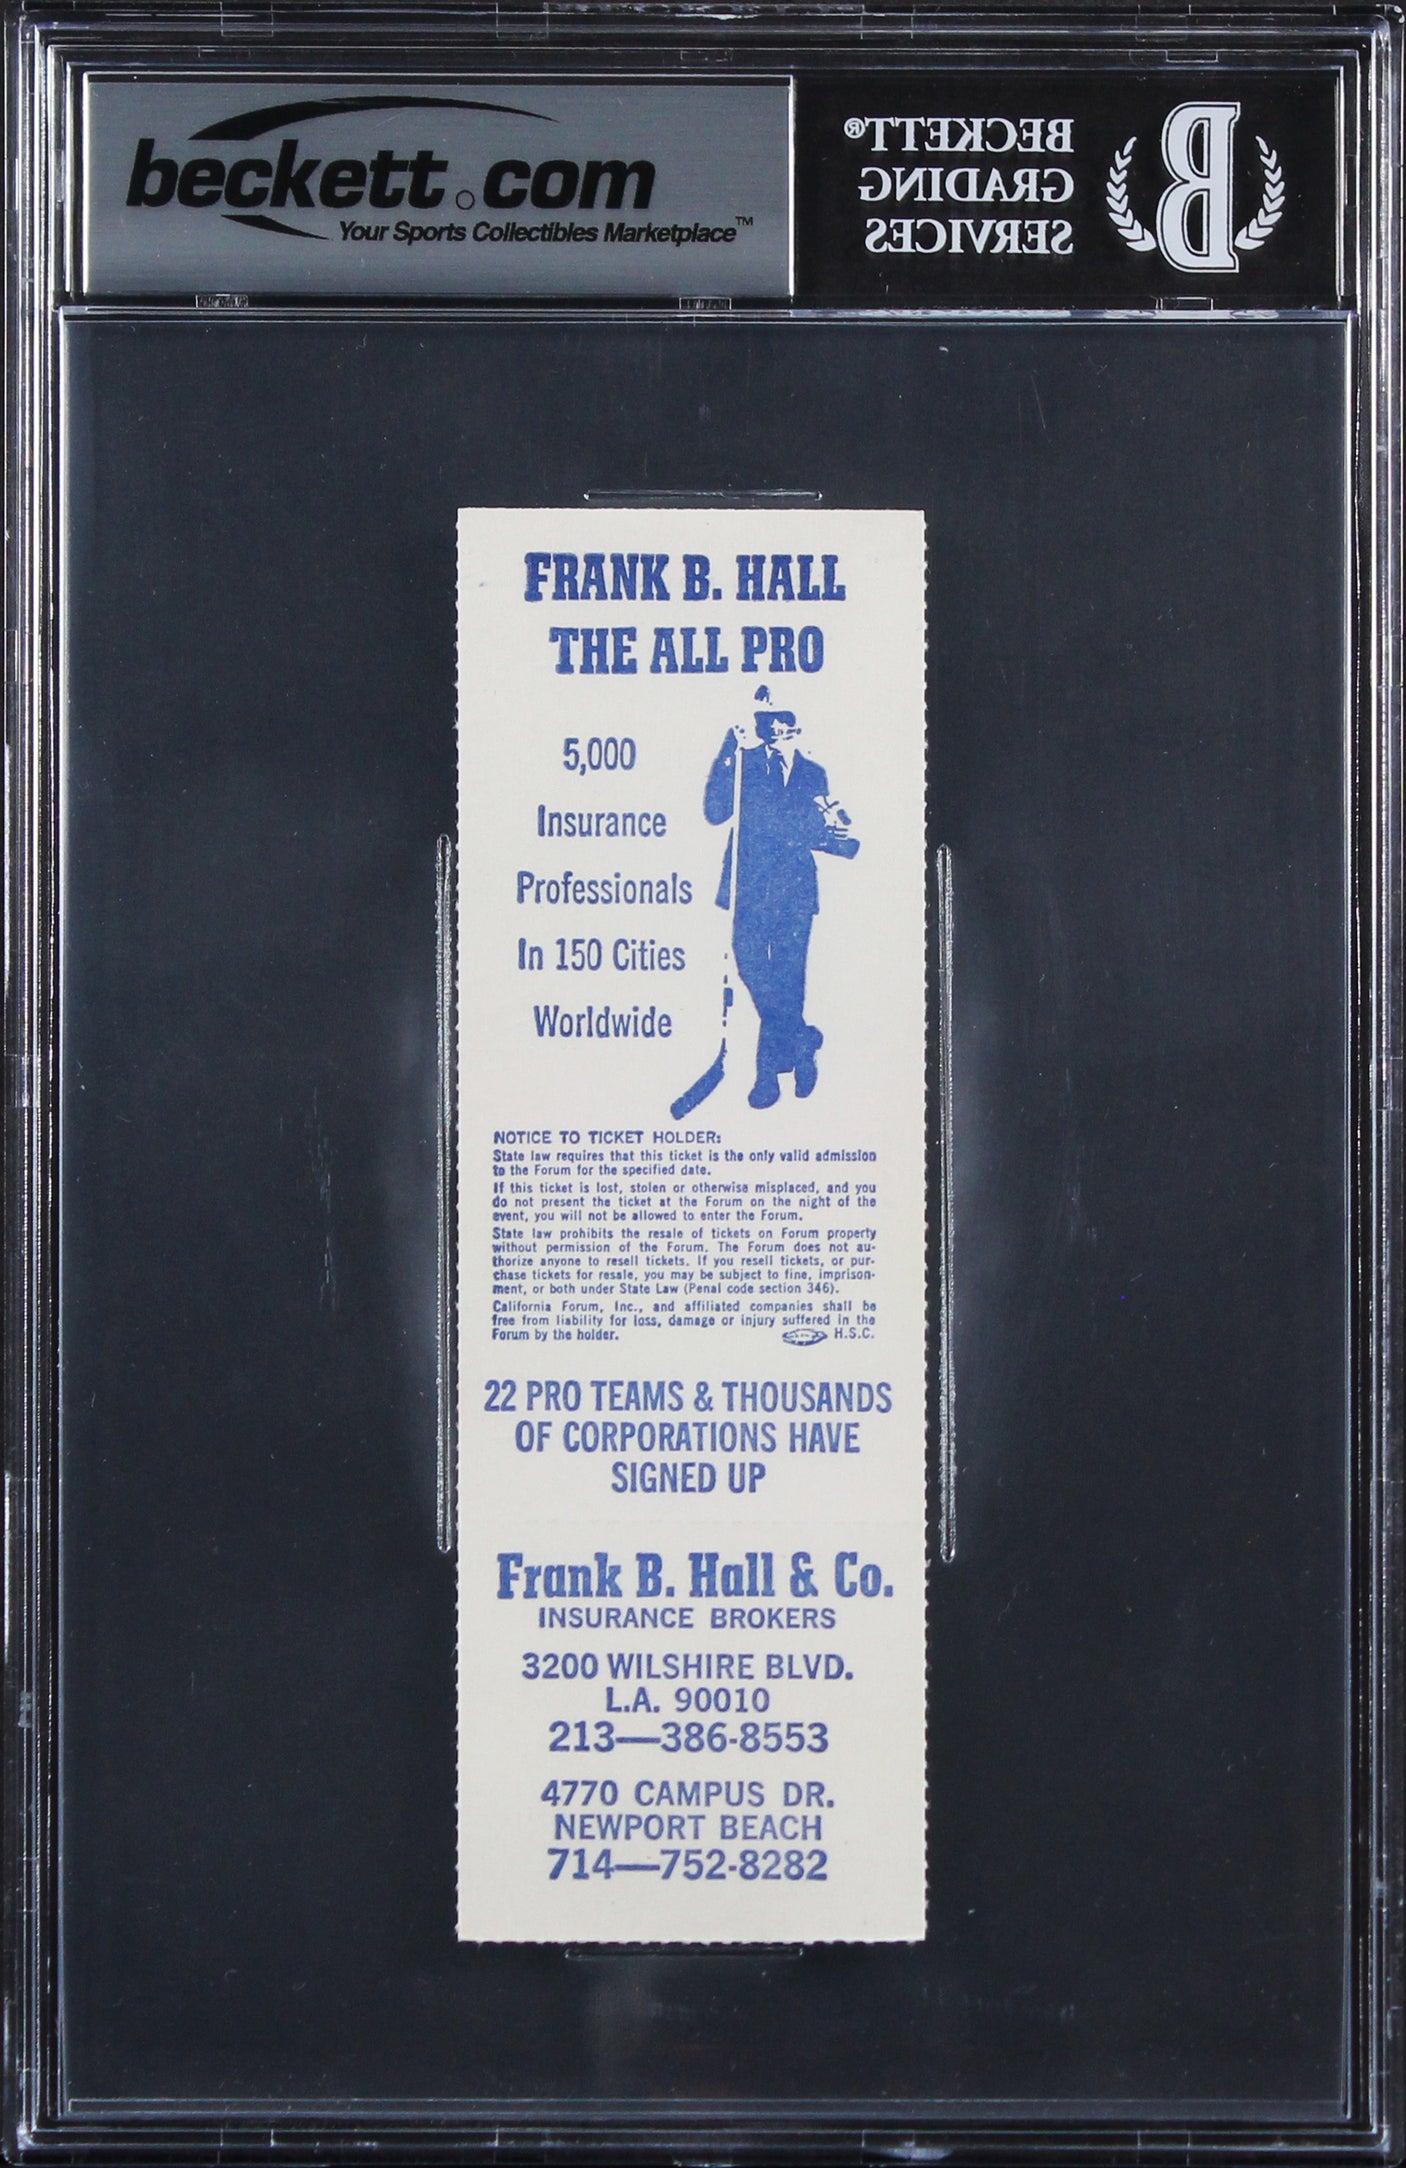 beckett.com
Your Sports Collectibles Marketplace™
BECKETT®
GRADING
SERVICES
B
FRANK B. HALL
THE ALL PRO
5,000
Insurance
Professionals
In 150 Cities
Worldwide
NOTICE TO TICKET HOLDER:
State law requires that this ticket is the only valid admission
to the Forum for the specified date.
If this ticket is lost, stolen or otherwise misplaced, and you
do not present the ticket at the Forum on the night of the
event, you will not be allowed to enter the Forum.
State law prohibits the resale of tickets on Forum property
without permission of the Forum. The Forum does not au-
thorize anyone to resell tickets. If you resell tickets, or pur-
chase tickets for resale, you may be subject to fine, imprison-
ment, or both under State Law (Penal code section 346).
California Forum, Inc., and affiliated companies shall be
free from liability for loss, damage or injury suffered in the
Forum by the holder. H.S.C.
22 PRO TEAMS & THOUSANDS
OF CORPORATIONS HAVE
SIGNED UP
Frank B. Hall & Co.
INSURANCE BROKERS
3200 WILSHIRE BLVD.
L.A. 90010
213—386-8553
4770 CAMPUS DR.
NEWPORT BEACH
714—752-8282